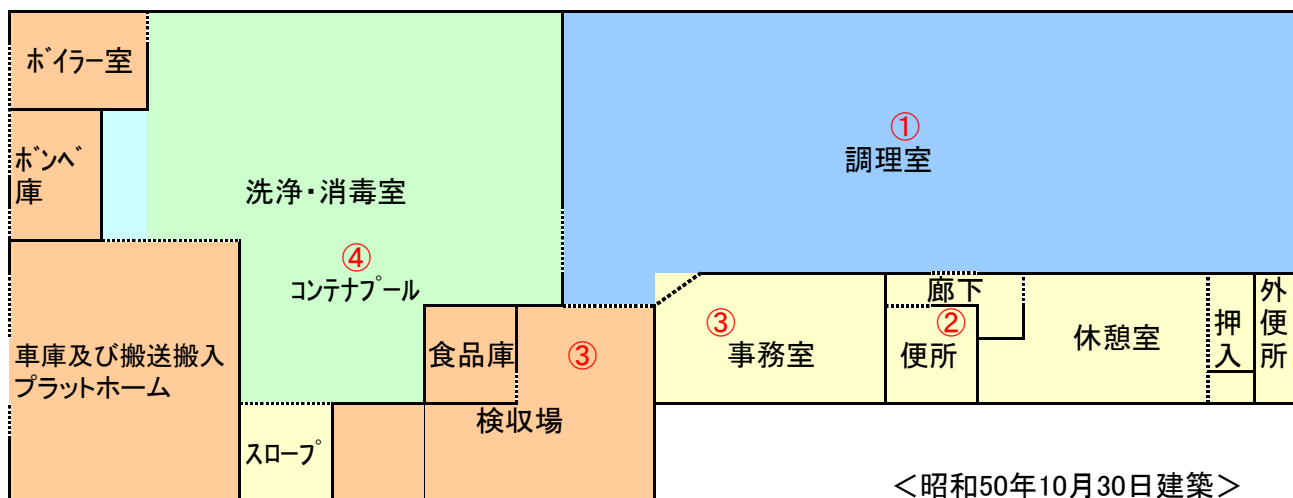 ﾎﾞｲﾗｰ室
①
調理室
ﾎﾞﾝﾍﾞ
庫
洗浄・消毒室
④
ｺﾝﾃﾅﾌﾟｰﾙ
車庫及び搬送搬入
ﾌﾟﾗｯﾄﾎｰﾑ
食品庫
③
検収場
ｽﾛｰﾌﾟ
③
事務室
廊下
②
便所
休憩室
押
入
外
便
所
＜昭和50年10月30日建築＞